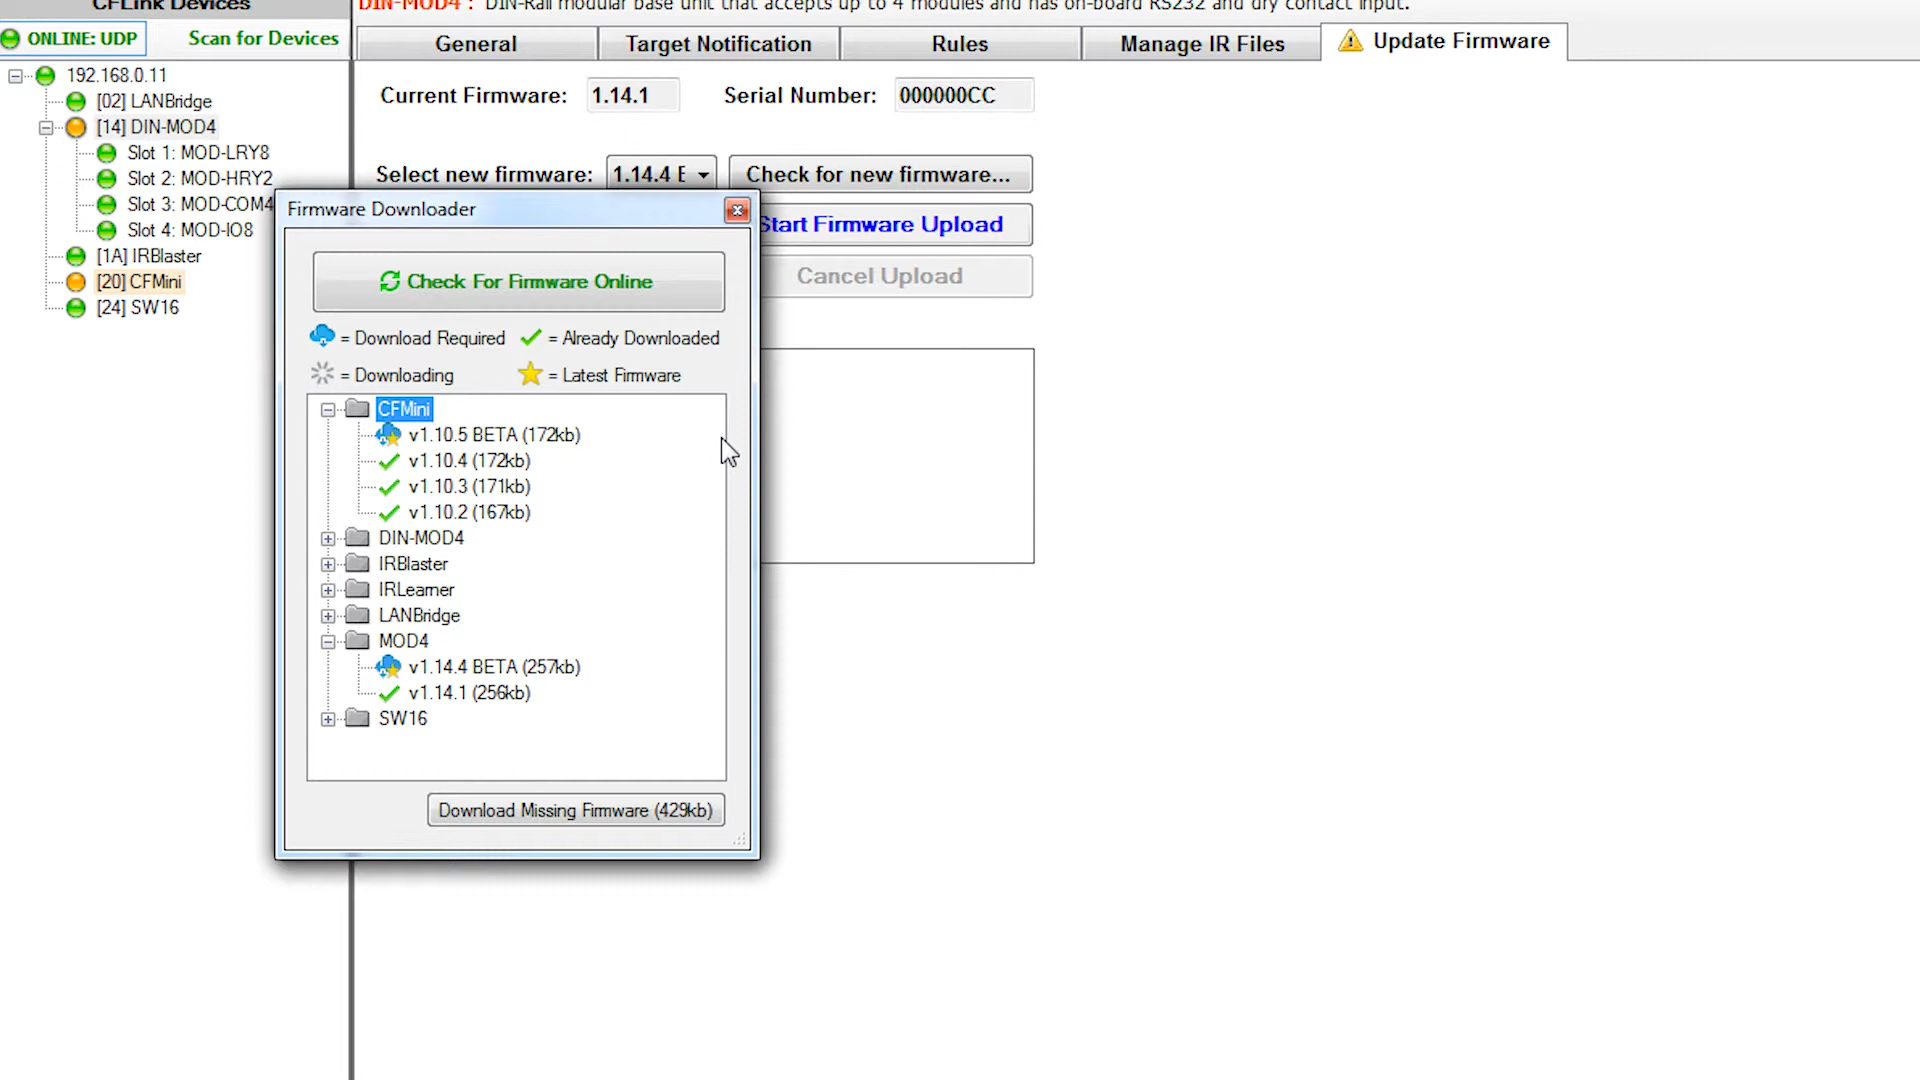 CFLink Devices
DIN-MOD4 : DIN-Rail modular base unit that accepts up to 4 modules and has on-board RS232 and dry contact input.
ONLINE: UDP
Scan for Devices
General
Target Notification
Rules
Manage IR Files
Update Firmware
192.168.0.11
[02] LANBridge
[14] DIN-MOD4
Slot 1: MOD-LRY8
Slot 2: MOD-HRY2
Slot 3: MOD-COM4
Slot 4: MOD-IO8
[1A] IRBlaster
[20] CFMini
[24] SW16
Current Firmware: 1.14.1
Serial Number: 000000CC
Select new firmware: 1.14.4 E
Check for new firmware...
Start Firmware Upload
Cancel Upload
Firmware Downloader
Check For Firmware Online
= Download Required
= Already Downloaded
= Downloading
= Latest Firmware
CFMini
v1.10.5 BETA (172kb)
v1.10.4 (172kb)
v1.10.3 (171kb)
v1.10.2 (167kb)
DIN-MOD4
IRBlaster
IRLearner
LANBridge
MOD4
v1.14.4 BETA (257kb)
v1.14.1 (256kb)
SW16
Download Missing Firmware (429kb)